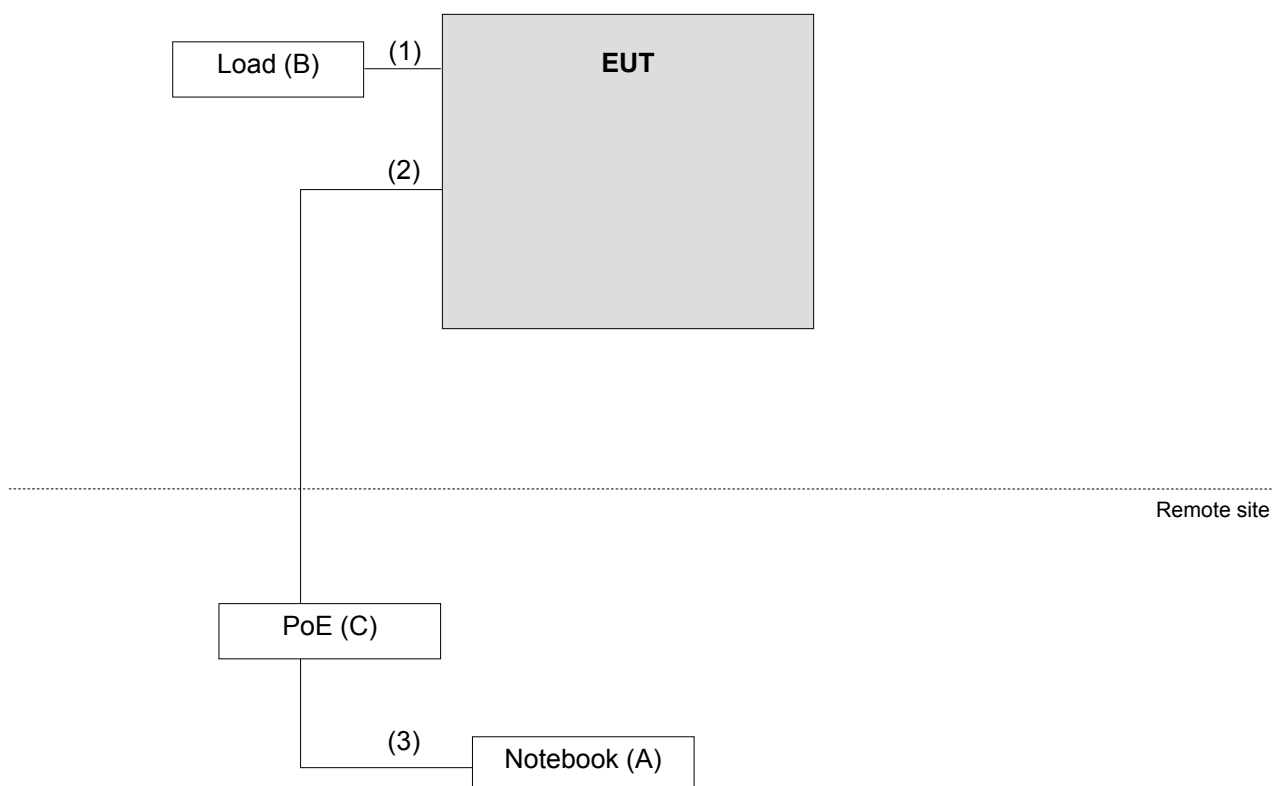 (1)
Load (B)
EUT
(2)
Remote site
PoE (C)
(3)
Notebook (A)